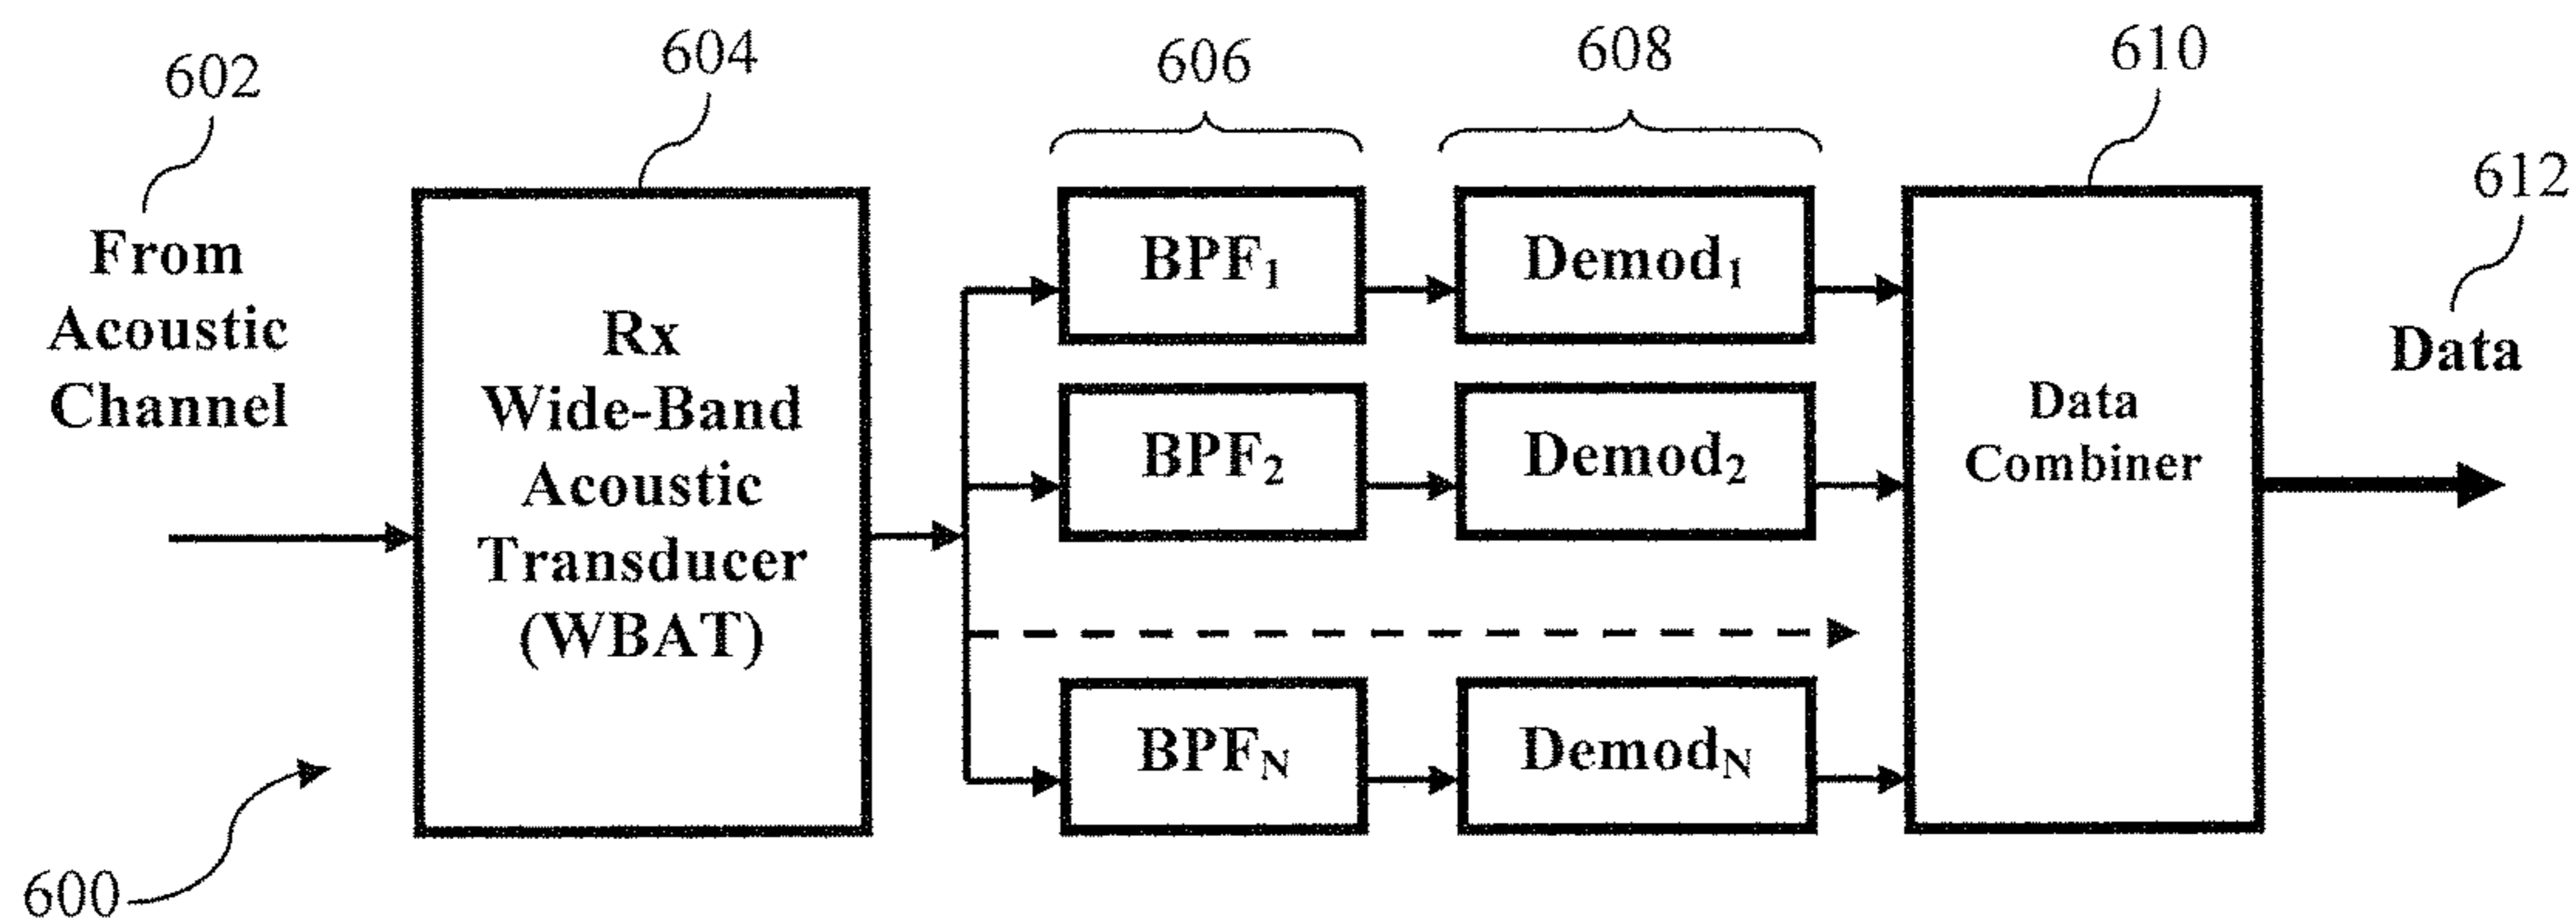 602
604
606
608
610
612
From
Acoustic
Channel
Rx
Wide-Band
Acoustic
Transducer
(WBAT)
BPF₁
Demod₁
BPF₂
Demod₂
BPF_N
Demod_N
Data
Combiner
Data
600